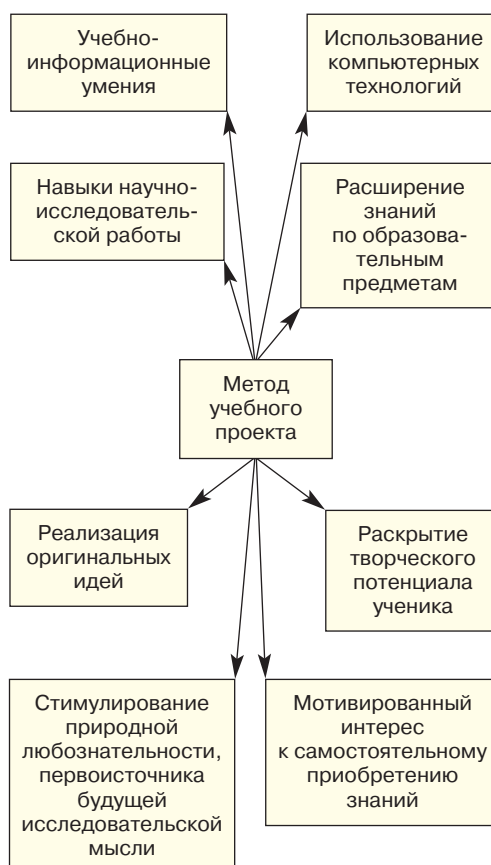 Учебно-
информационные
умения
Использование
компьютерных
технологий
Навыки научно-
исследователь-
ской работы
Расширение
знаний
по образова-
тельным
предметам
Метод
учебного
проекта
Реализация
оригинальных
идей
Раскрытие
творческого
потенциала
ученика
Стимулирование
природной
любознательности,
первоисточника
будущей
исследовательской
мысли
Мотивированный
интерес
к самостоятельному
приобретению
знаний